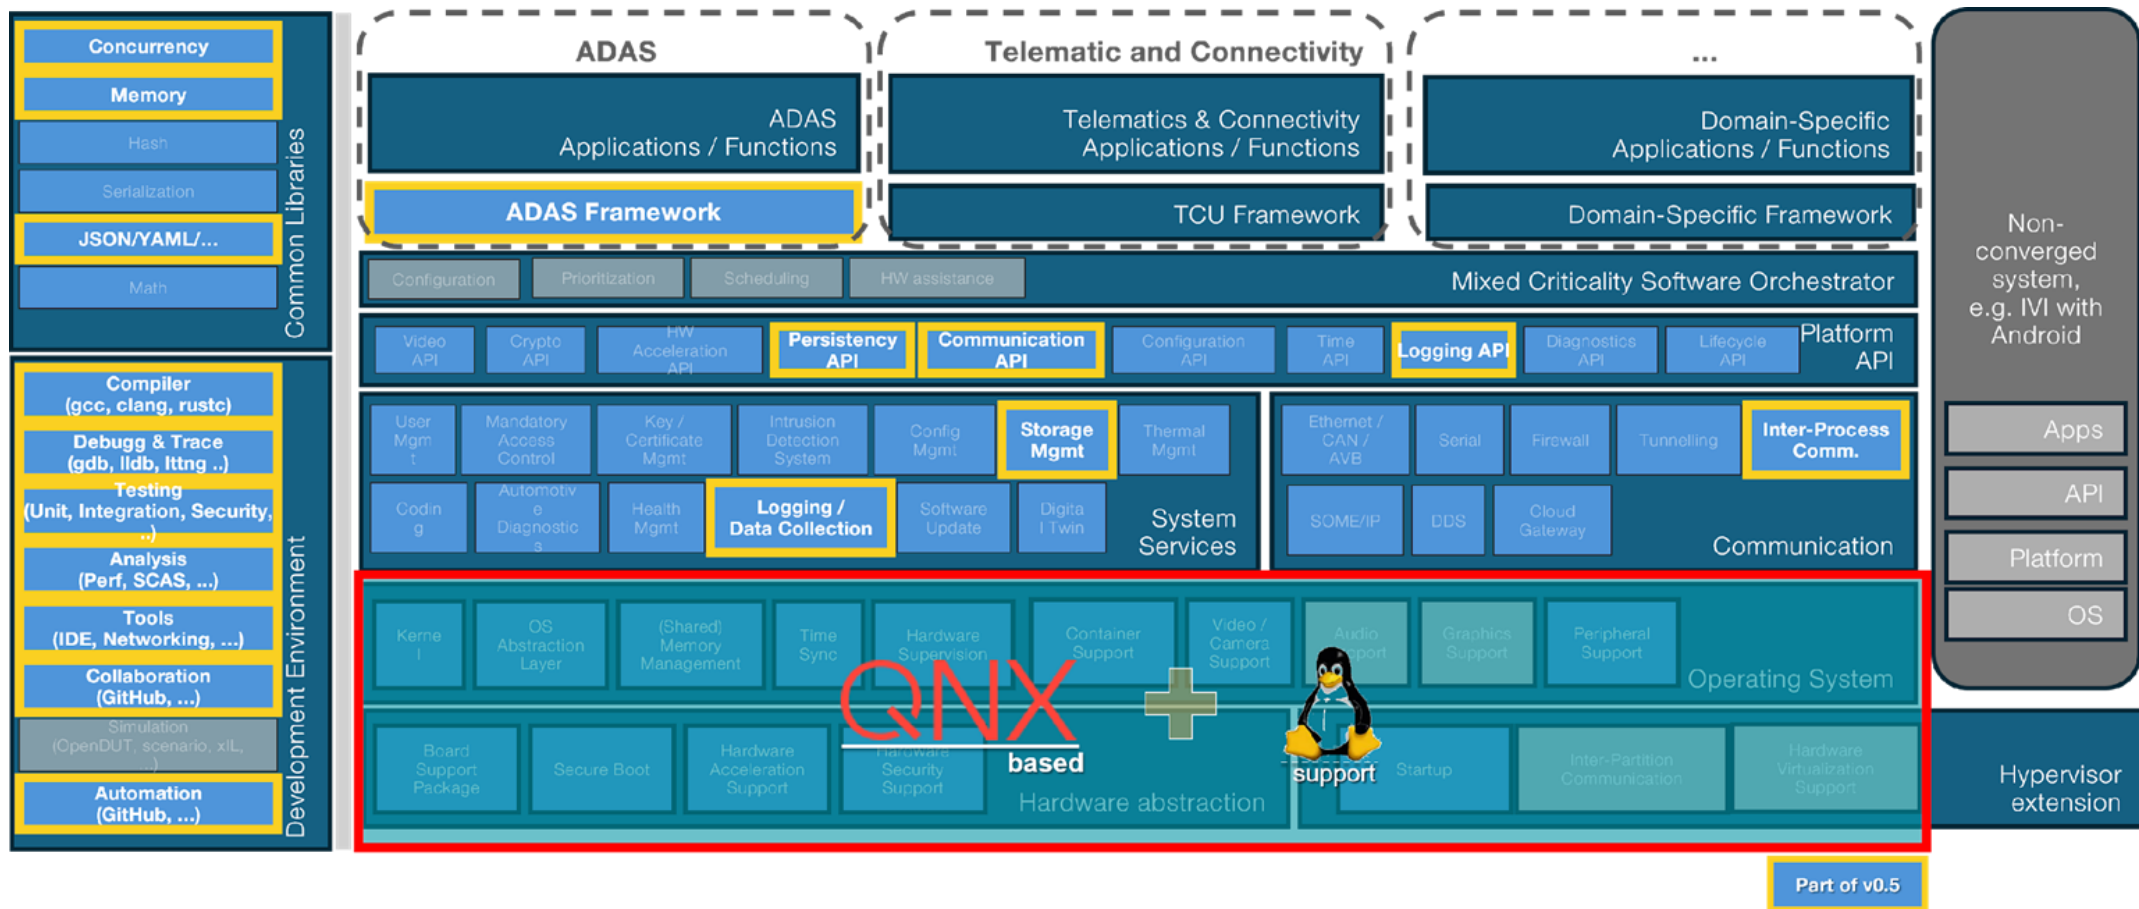 Concurrency
Memory
Hash
Serialization
JSON/YAML/...
Math
Common Libraries
Compiler
(gcc, clang, rustc)
Debugg & Trace
(gdb, lldb, lttng ..)
Testing
(Unit, Integration, Security,
..)
Analysis
(Perf, SCAS, ...)
Tools
(IDE, Networking, ...)
Collaboration
(GitHub, ...)
Simulation
(OpenDUT, scenario, xIL,
..)
Automation
(GitHub, ...)
Development Environment
ADAS
ADAS
Applications / Functions
ADAS Framework
Telematic and Connectivity
Telematics & Connectivity
Applications / Functions
TCU Framework
...
Domain-Specific
Applications / Functions
Domain-Specific Framework
Configuration
Prioritization
Scheduling
HW assistance
Mixed Criticality Software Orchestrator
Video
API
Crypto
API
HW
Acceleration
API
Persistency
API
Communication
API
Configuration
API
Time
API
Logging API
Diagnostics
API
Lifecycle
API
Platform
API
User
Mgm
t
Mandatory
Access
Control
Key /
Certificate
Mgmt
Intrusion
Detection
System
Config
Mgmt
Storage
Mgmt
Thermal
Mgmt
Codin
g
Automotiv
e
Diagnostic
s
Health
Mgmt
Logging /
Data Collection
Software
Update
Digita
l Twin
System
Services
Ethernet /
CAN /
AVB
Serial
Firewall
Tunnelling
Inter-Process
Comm.
SOME/IP
DDS
Cloud
Gateway
Communication
Kerne
l
OS
Abstraction
Layer
(Shared)
Memory
Management
Time
Sync
Hardware
Supervision
Container
Support
Video /
Camera
Support
Audio
Support
Graphics
Support
Peripheral
Support
Operating System
QNX
based
support
Board
Support
Package
Secure Boot
Hardware
Acceleration
Support
Hardware
Security
Support
Hardware abstraction
Startup
Inter-Partition
Communication
Hardware
Virtualization
Support
Non-
converged
system,
e.g. IVI with
Android
Apps
API
Platform
OS
Hypervisor
extension
Part of v0.5